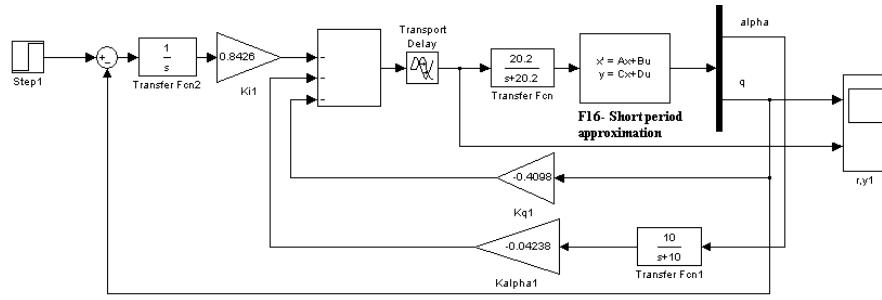 Step1
1
s
Transfer Fcn2
0.8426
Ki1
Transport
Delay
20.2
s+20.2
Transfer Fcn
x' = Ax+Bu
y = Cx+Du
F16- Short period
approximation
alpha
q
r,y1
-0.4098
Kq1
-0.04238
Kalpha1
10
s+10
Transfer Fcn1